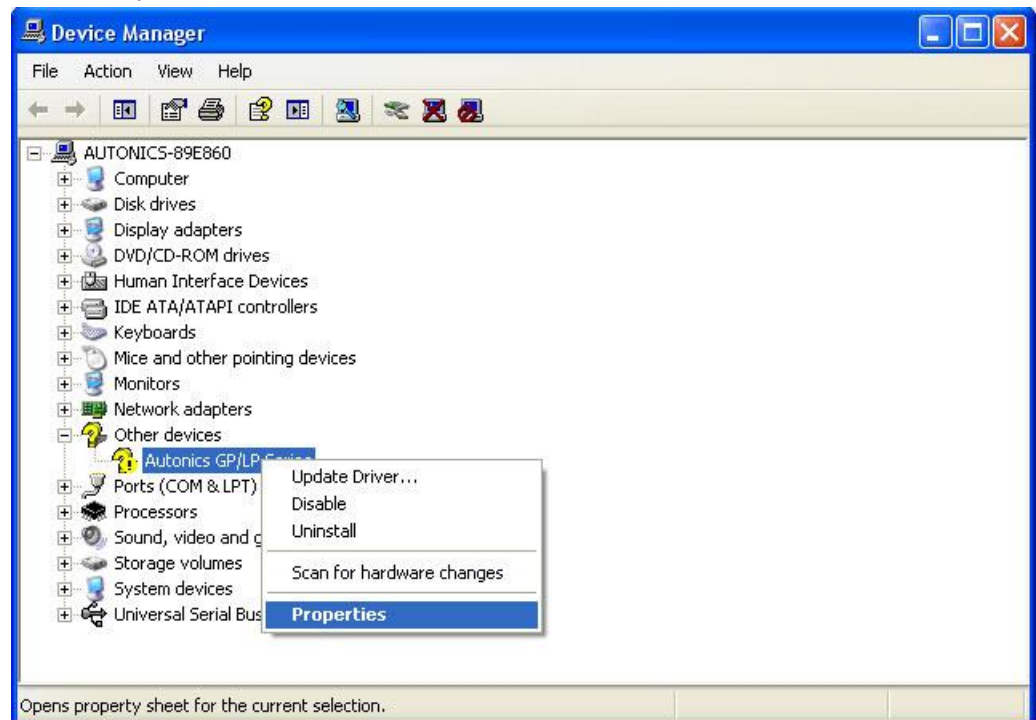 Device Manager
File Action View Help
AUTONICS-89E860
Computer
Disk drives
Display adapters
DVD/CD-ROM drives
Human Interface Devices
IDE ATA/ATAPI controllers
Keyboards
Mice and other pointing devices
Monitors
Network adapters
Other devices
Autonics GP/LP
Ports (COM & LPT)
Processors
Sound, video and
Storage volumes
System devices
Universal Serial Bus
Update Driver...
Disable
Uninstall
Scan for hardware changes
Properties
Opens property sheet for the current selection.